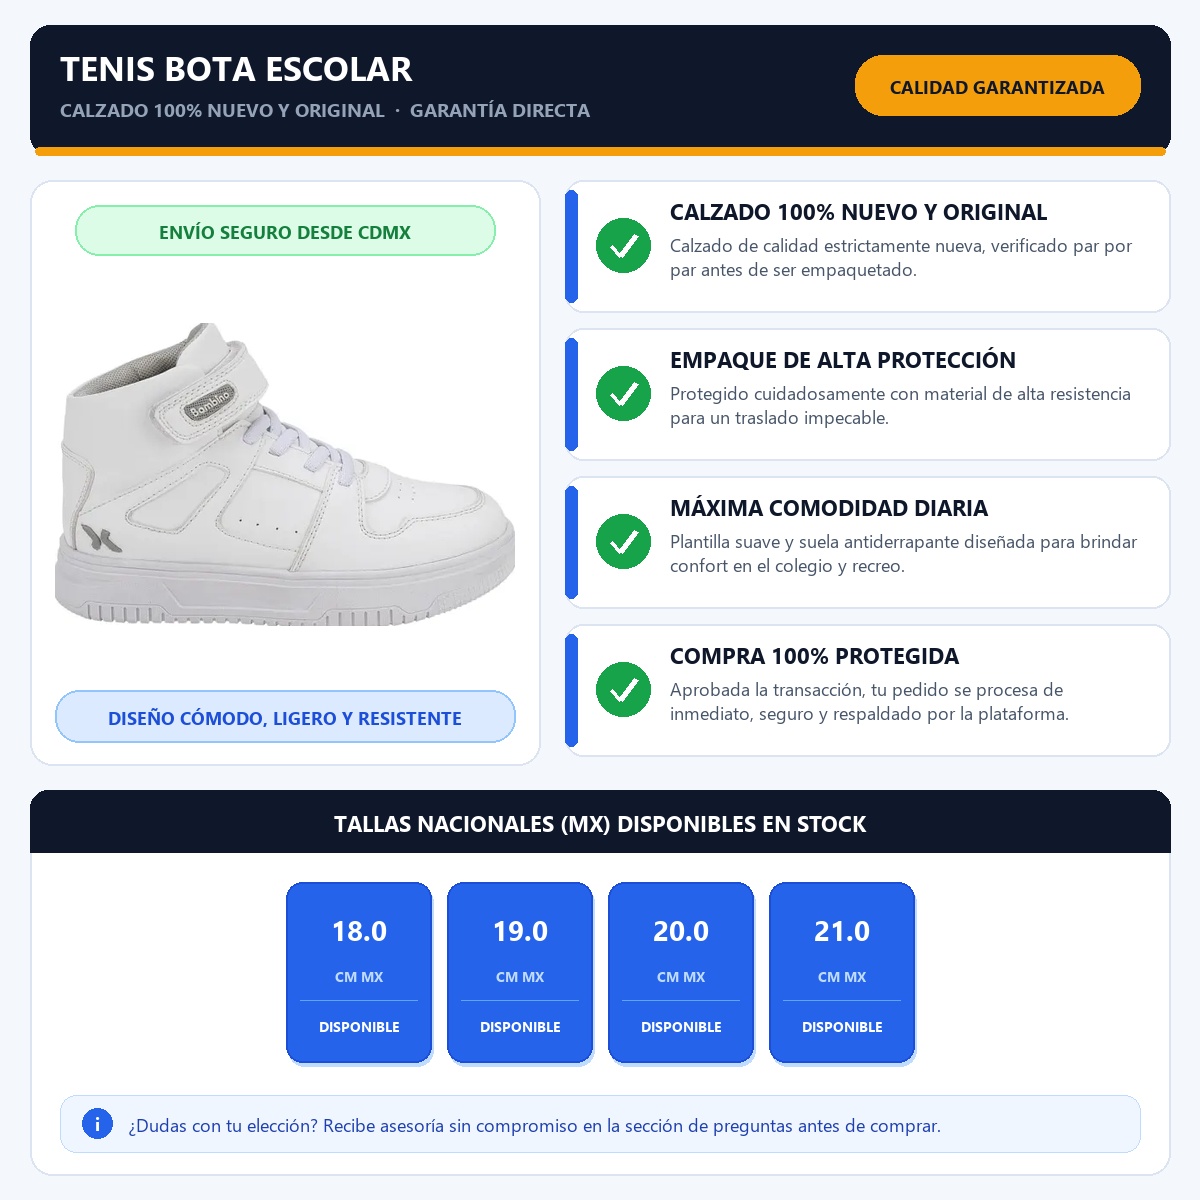 TENIS BOTA ESCOLAR
CALZADO 100% NUEVO Y ORIGINAL · GARANTÍA DIRECTA
CALIDAD GARANTIZADA
ENVÍO SEGURO DESDE CDMX
Bambino
DISEÑO CÓMODO, LIGERO Y RESISTENTE
CALZADO 100% NUEVO Y ORIGINAL
Calzado de calidad estrictamente nueva, verificado par por
par antes de ser empaquetado.
EMPAQUE DE ALTA PROTECCIÓN
Protegido cuidadosamente con material de alta resistencia
para un traslado impecable.
MÁXIMA COMODIDAD DIARIA
Plantilla suave y suela antiderrapante diseñada para brindar
confort en el colegio y recreo.
COMPRA 100% PROTEGIDA
Aprobada la transacción, tu pedido se procesa de
inmediato, seguro y respaldado por la plataforma.
TALLAS NACIONALES (MX) DISPONIBLES EN STOCK
18.0
CM MX
DISPONIBLE
19.0
CM MX
DISPONIBLE
20.0
CM MX
DISPONIBLE
21.0
CM MX
DISPONIBLE
¿Dudas con tu elección? Recibe asesoría sin compromiso en la sección de preguntas antes de comprar.